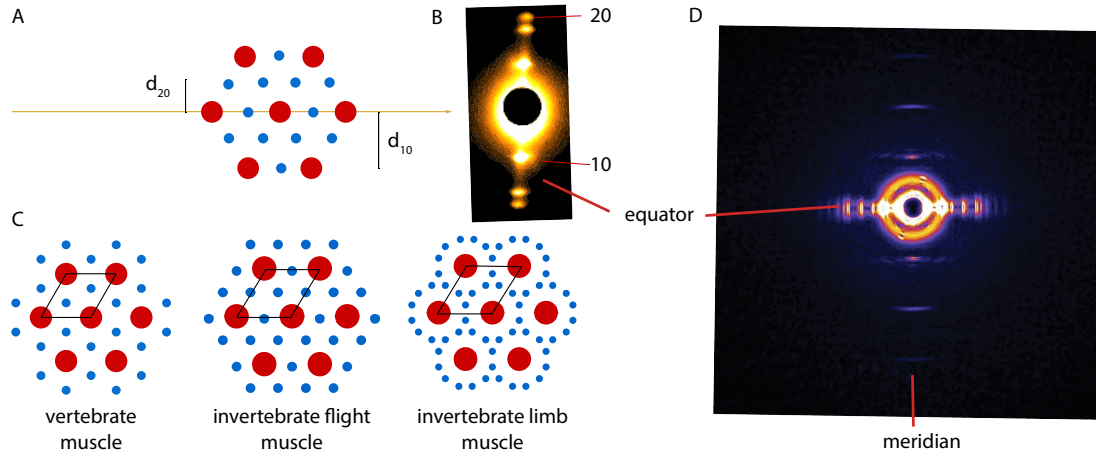 A
d20
d10
B
20
10
equator
C
vertebrate
muscle
invertebrate flight
muscle
invertebrate limb
muscle
D
meridian